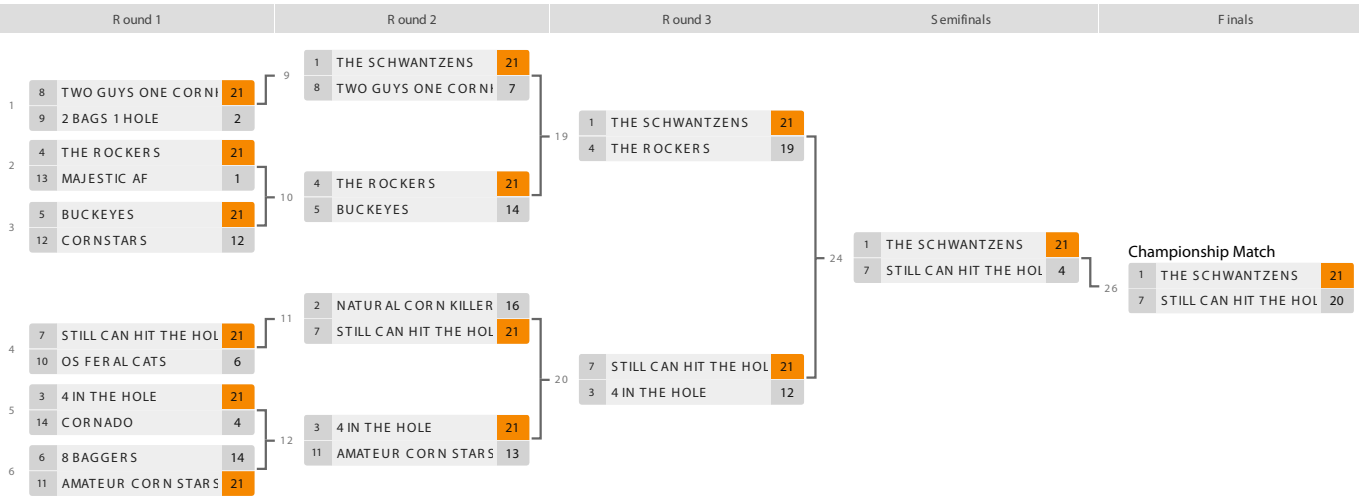 Round 1
Round 2
Round 3
Semifinals
Finals
1
8 TWO GUYS ONE CORNH 21
9 2 BAGS 1 HOLE 2
2
4 THE ROCKERS 21
13 MAJESTIC AF 1
3
5 BUCKEYES 21
12 CORNSTARS 12
4
7 STILL CAN HIT THE HOL 21
10 OS FERAL CATS 6
5
3 4 IN THE HOLE 21
14 CORNADO 4
6
6 8 BAGGERS 14
11 AMATEUR CORN STARS 21
9
1 THE SCHWANTZENS 21
8 TWO GUYS ONE CORNH 7
10
4 THE ROCKERS 21
5 BUCKEYES 14
11
2 NATURAL CORN KILLER 16
7 STILL CAN HIT THE HOL 21
12
3 4 IN THE HOLE 21
11 AMATEUR CORN STARS 13
19
1 THE SCHWANTZENS 21
4 THE ROCKERS 19
20
7 STILL CAN HIT THE HOL 21
3 4 IN THE HOLE 12
24
1 THE SCHWANTZENS 21
7 STILL CAN HIT THE HOL 4
26
Championship Match
1 THE SCHWANTZENS 21
7 STILL CAN HIT THE HOL 20